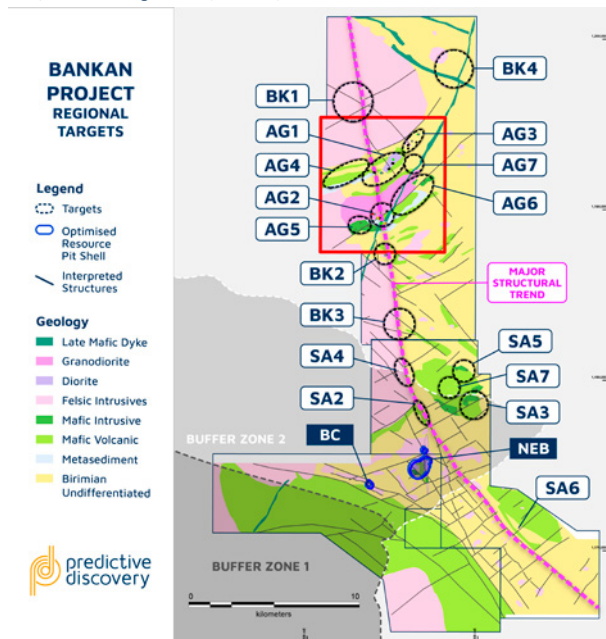 BANKAN
PROJECT
REGIONAL
TARGETS
Legend
Targets
Optimised
Resource
Pit Shell
Interpreted
Structures
Geology
Late Mafic Dyke
Granodiorite
Diorite
Felsic Intrusives
Mafic Intrusive
Mafic Volcanic
Metasediment
Birimian
Undifferentiated
predictive
discovery
BK4
BK1
AG1
AG3
AG4
AG7
AG2
AG6
AG5
BK2
MAJOR
STRUCTURAL
TREND
BK3
SA4
SA5
SA7
SA2
SA3
BUFFER ZONE 2
BC
NEB
SA6
BUFFER ZONE 1
0 10
kilometers